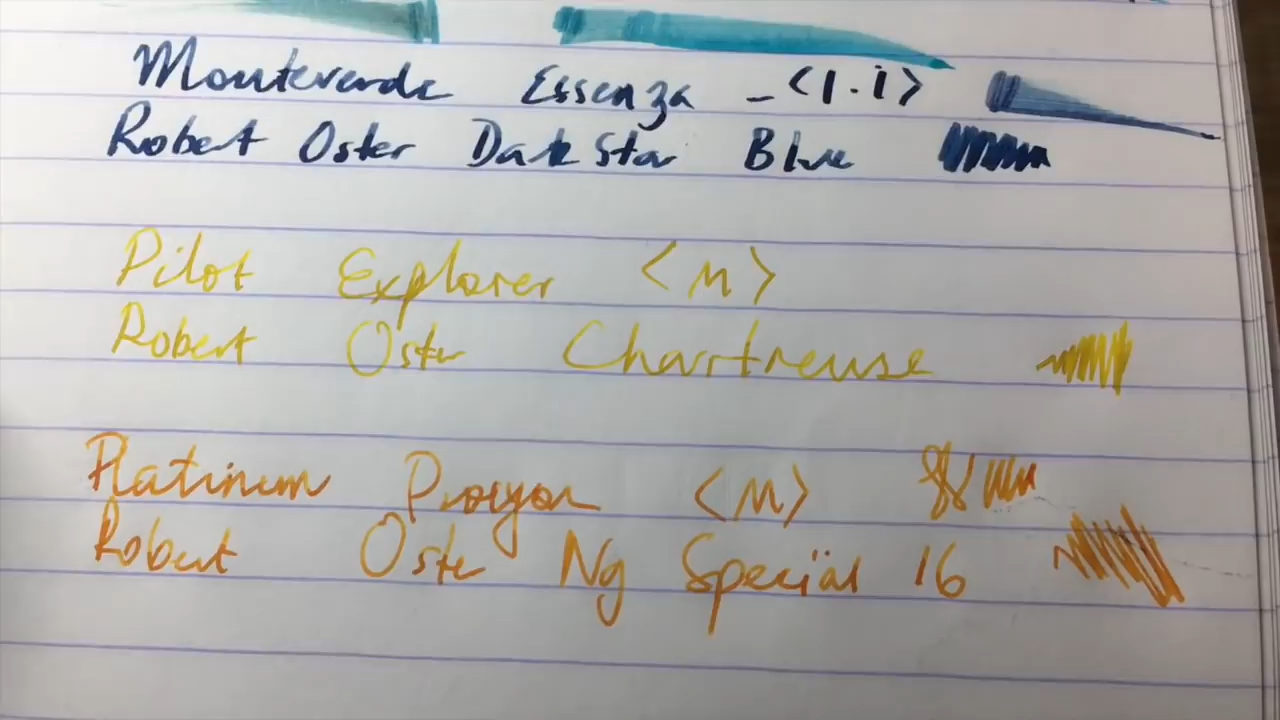 Monteverde Essenza - <1.1>
Robert Oster Dark Star Blue
Pilot Explorer <M>
Robert Oster Chartreuse
Platinum Procyon <M>
Robert Oster Ng Special 16